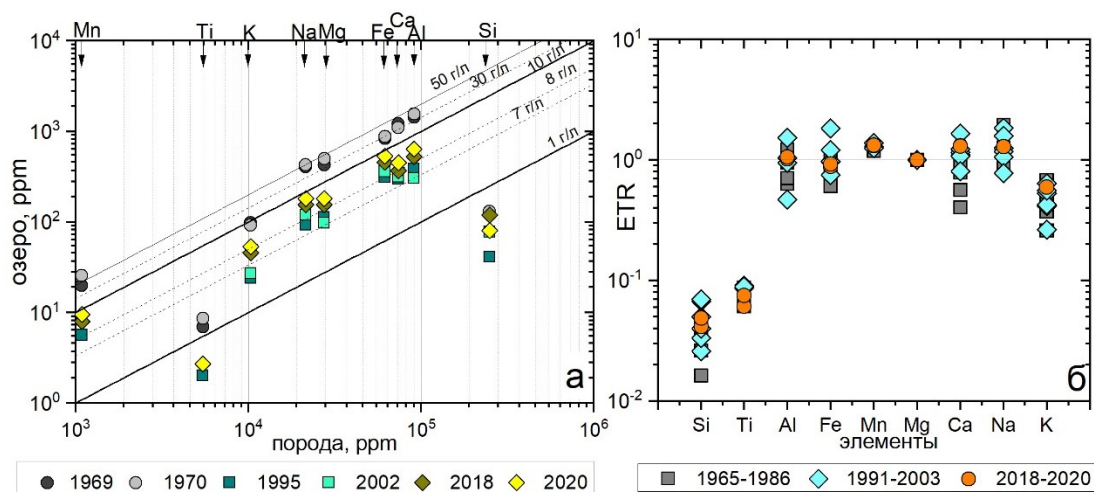 Mn Ti K Na Mg Fe Ca Al Si
10⁴
10³
10²
10¹
10⁰
озеро, ppm
50 г/л
30 г/л
10 г/л
8 г/л
7 г/л
1 г/л
а
10³ 10⁴ 10⁵ 10⁶
порода, ppm
1969 1970 1995 2002 2018 2020
10¹
10⁰
10⁻¹
10⁻²
ETR
б
Si Ti Al Fe Mn Mg Ca Na K
элементы
1965-1986 1991-2003 2018-2020